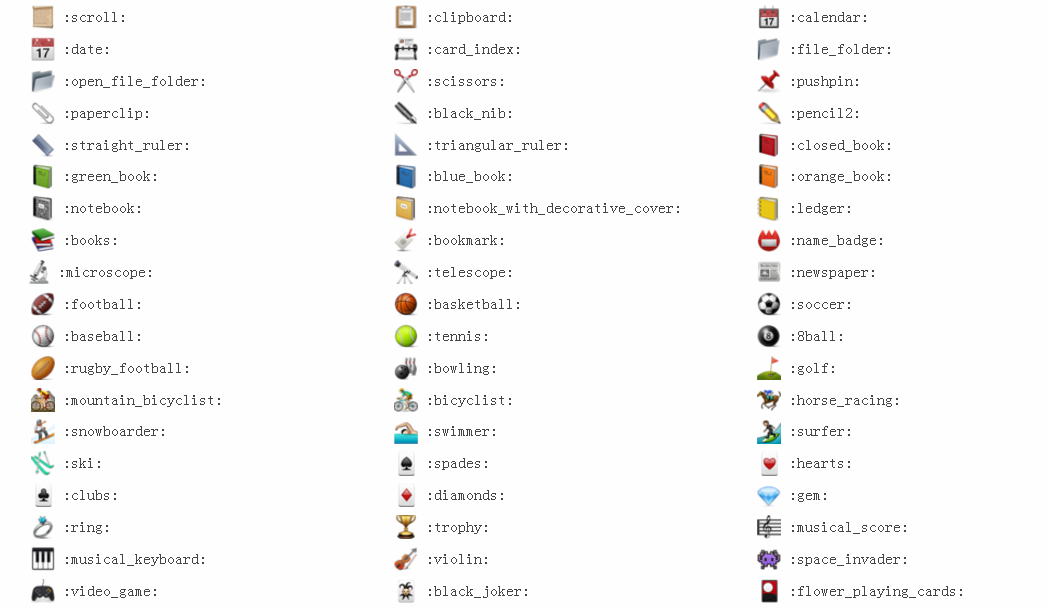 :scroll: :clipboard: :calendar:
:date: :card_index: :file_folder:
:open_file_folder: :scissors: :pushpin:
:paperclip: :black_nib: :pencil2:
:straight_ruler: :triangular_ruler: :closed_book:
:green_book: :blue_book: :orange_book:
:notebook: :notebook_with_decorative_cover: :ledger:
:books: :bookmark: :name_badge:
:microscope: :telescope: :newspaper:
:football: :basketball: :soccer:
:baseball: :tennis: :8ball:
:rugby_football: :bowling: :golf:
:mountain_bicyclist: :bicyclist: :horse_racing:
:snowboarder: :swimmer: :surfer:
:ski: :spades: :hearts:
:clubs: :diamonds: :gem:
:ring: :trophy: :musical_score:
:musical_keyboard: :violin: :space_invader:
:video_game: :black_joker: :flower_playing_cards: